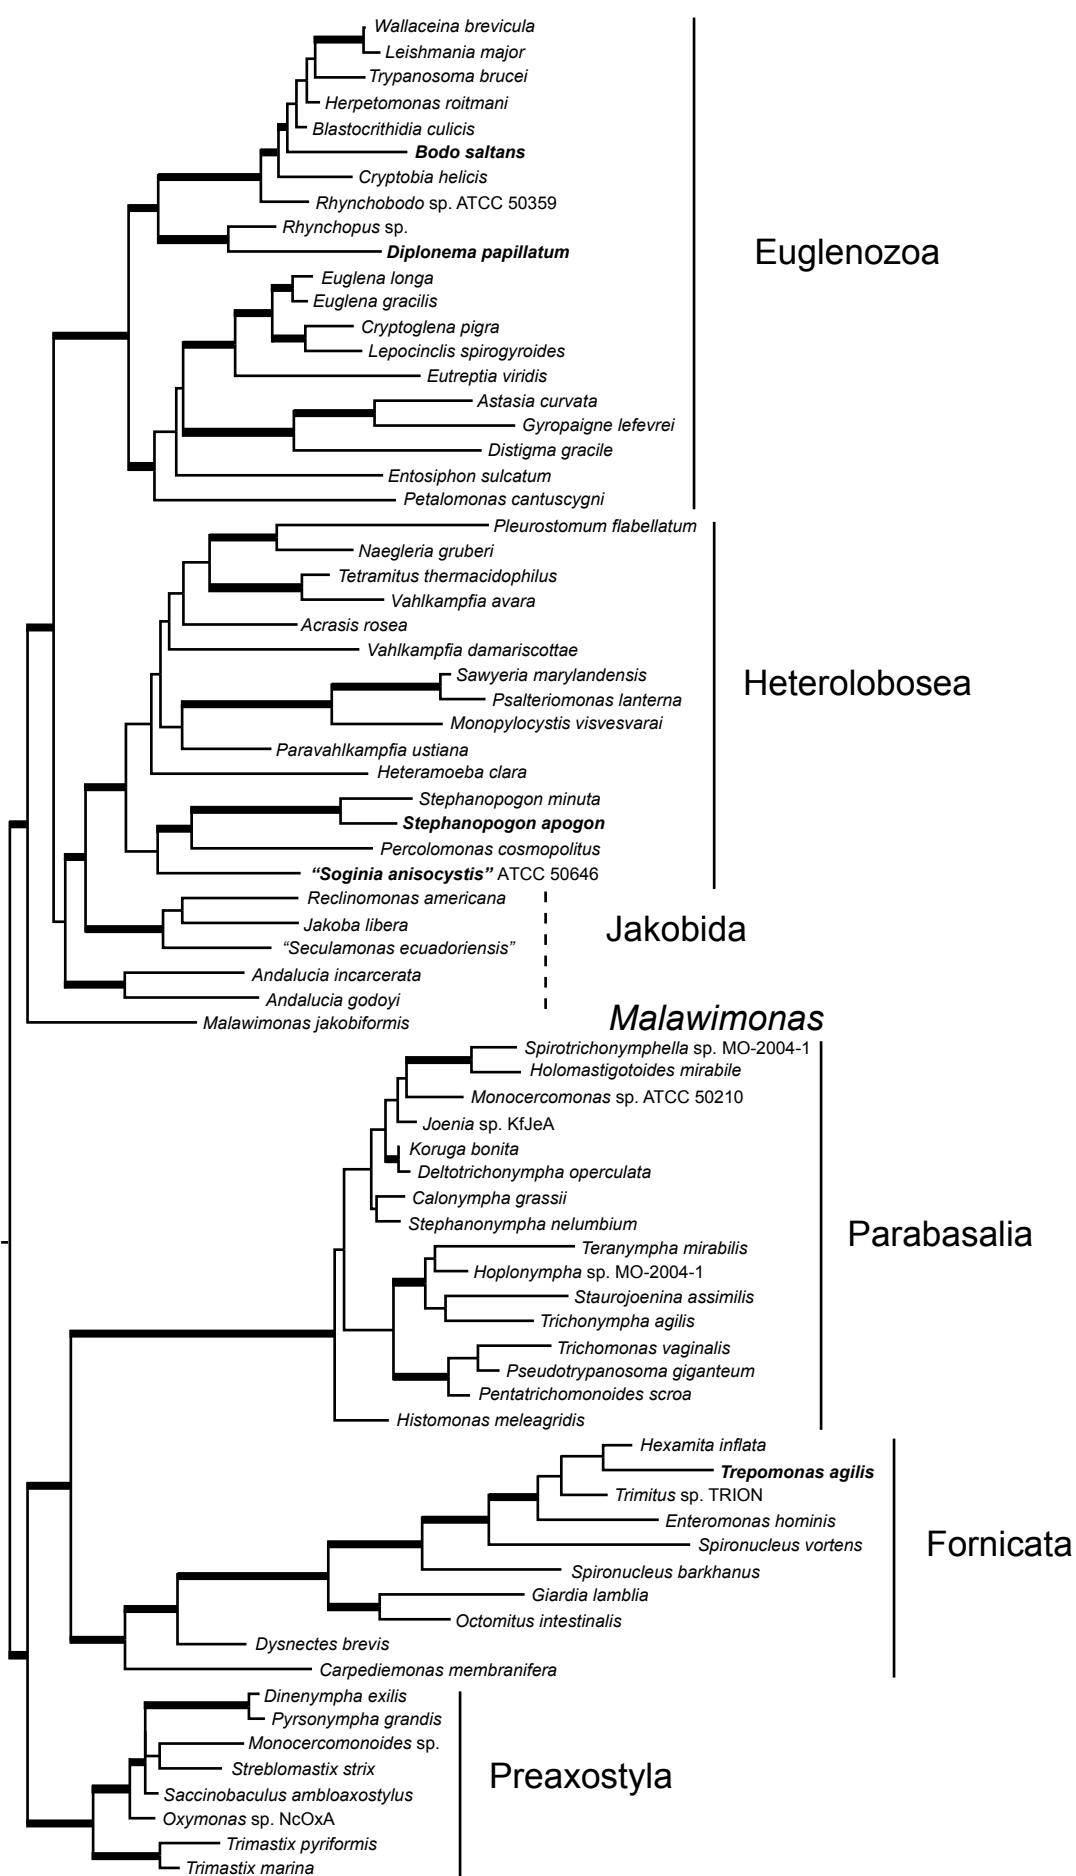 Wallaceina brevicula
Leishmania major
Trypanosoma brucei
Herpetomonas roitmani
Blastocrithidia culicis
Bodo saltans
Cryptobia helicis
Rhynchobodo sp. ATCC 50359
Rhynchopus sp.
Diplonema papillatum
Euglenozoa
Euglena longa
Euglena gracilis
Cryptoglena pigra
Lepocinclis spirogyroides
Eutreptia viridis
Astasia curvata
Gyropaigne lefevrei
Distigma gracile
Entosiphon sulcatum
Petalomonas cantuscygni
Pleurostomum flabellatum
Naegleria gruberi
Tetramitus thermacidophilus
Vahlkampfia avara
Acrasis rosea
Vahlkampfia damariscottae
Sawyeria marylandensis
Heterolobosea
Psalteriomonas lanterna
Monopylocystis visvesvarai
Paravahlkampfia ustiana
Heteramoeba clara
Stephanopogon minuta
Stephanopogon apogon
Percolomonas cosmopolitus
“Soginia anisocystis” ATCC 50646
Reclinomonas americana
Jakoba libera
Jakobida
“Seculamonas ecuadoriensis”
Andalucia incarcerata
Andalucia godoyi
Malawimonas jakobiformis
Malawimonas
Spirotrichonymphella sp. MO-2004-1
Holomastigotoides mirabile
Monocercomonas sp. ATCC 50210
Joenia sp. KfJeA
Koruga bonita
Deltotrichonympha operculata
Calonympha grassii
Stephanonympha nelumbium
Parabasalia
Teranympha mirabilis
Hoplonympha sp. MO-2004-1
Staurojoenina assimilis
Trichonympha agilis
Trichomonas vaginalis
Pseudotrypanosoma giganteum
Pentatrichomonoides scroa
Histomonas meleagridis
Hexamita inflata
Trepomonas agilis
Trimitus sp. TRION
Enteromonas hominis
Spironucleus vortens
Fornicata
Spironucleus barkhanus
Giardia lamblia
Octomitus intestinalis
Dysnectes brevis
Carpediemonas membranifera
Dinenympha exilis
Pyrsonympha grandis
Monocercomonoides sp.
Streblomastix strix
Preaxostyla
Saccinobaculus ambloaxostylus
Oxymonas sp. NcOxA
Trimastix pyriformis
Trimastix marina